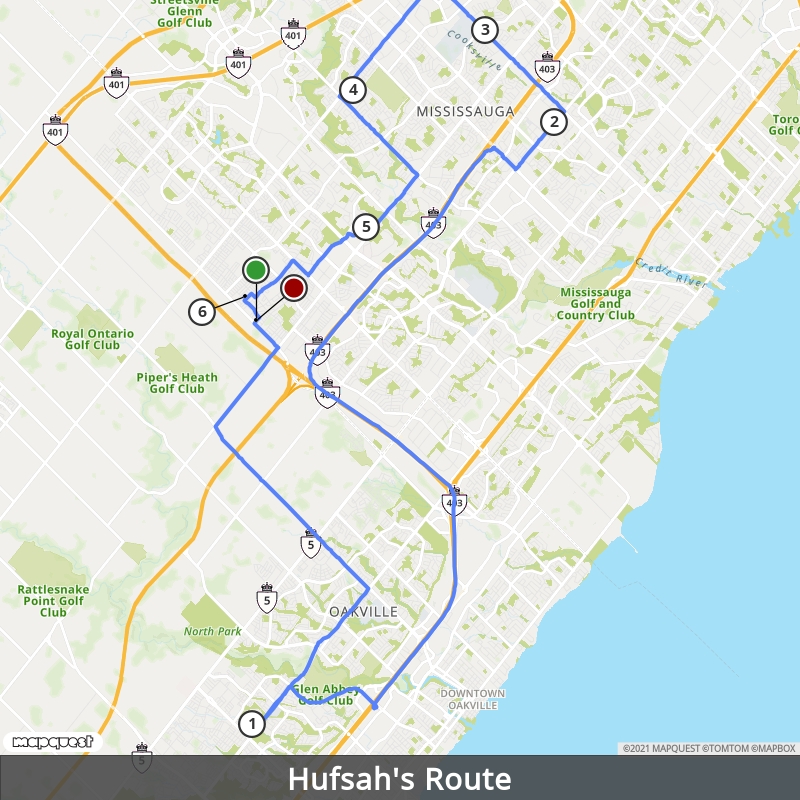 Streetsville
Glenn
Golf Club
401
401
401
401
3
Cooksville
403
4
MISSISSAUGA
2
5
403
Credit River
6
Mississauga
Golf and
Country Club
Royal Ontario
Golf Club
403
Piper's Heath
Golf Club
403
403
5
Rattlesnake
Point Golf
Club
5
OAKVILLE
North Park
Glen Abbey
Golf Club
DOWNTOWN
OAKVILLE
1
5
mapquest
©2021 MAPQUEST ©TOMTOM ©MAPBOX
Hufsah's Route